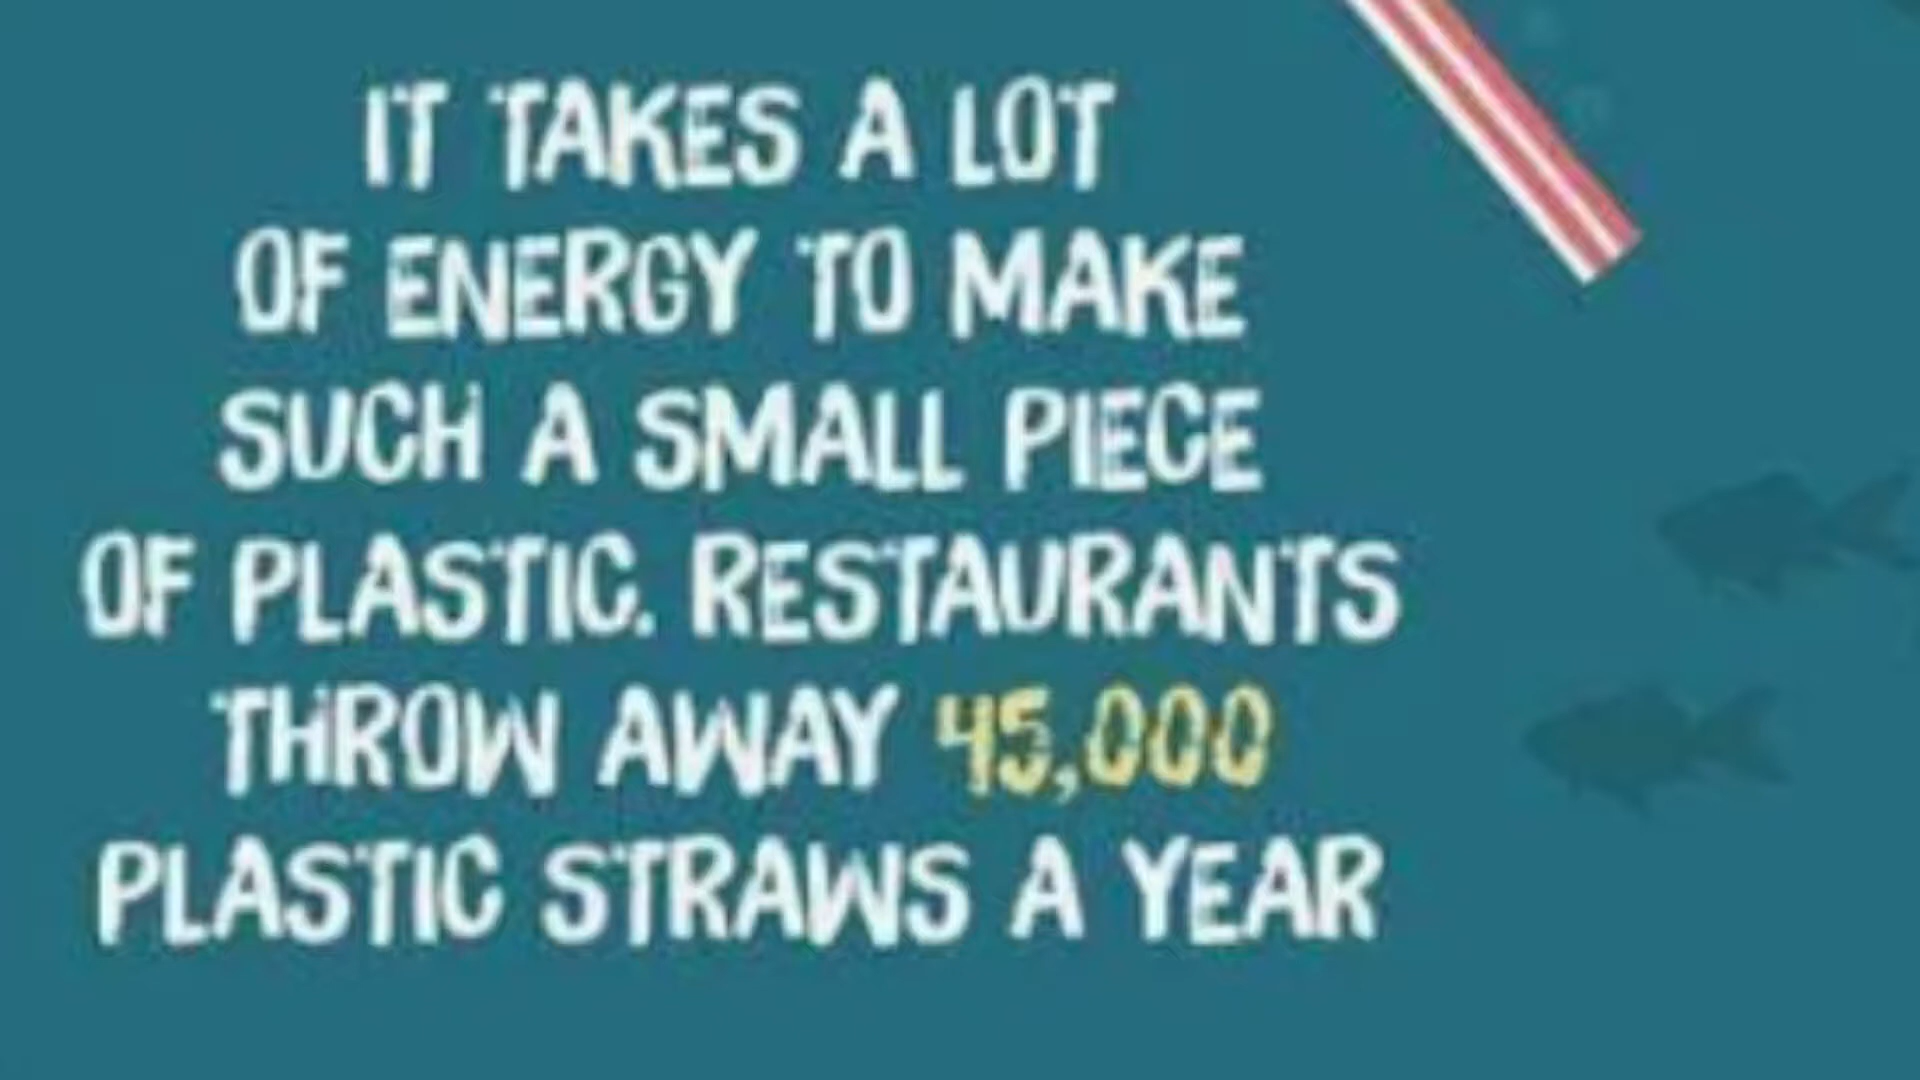 IT TAKES A LOT
OF ENERGY TO MAKE
SUCH A SMALL PIECE
OF PLASTIC. RESTAURANTS
THROW AWAY 45,000
PLASTIC STRAWS A YEAR